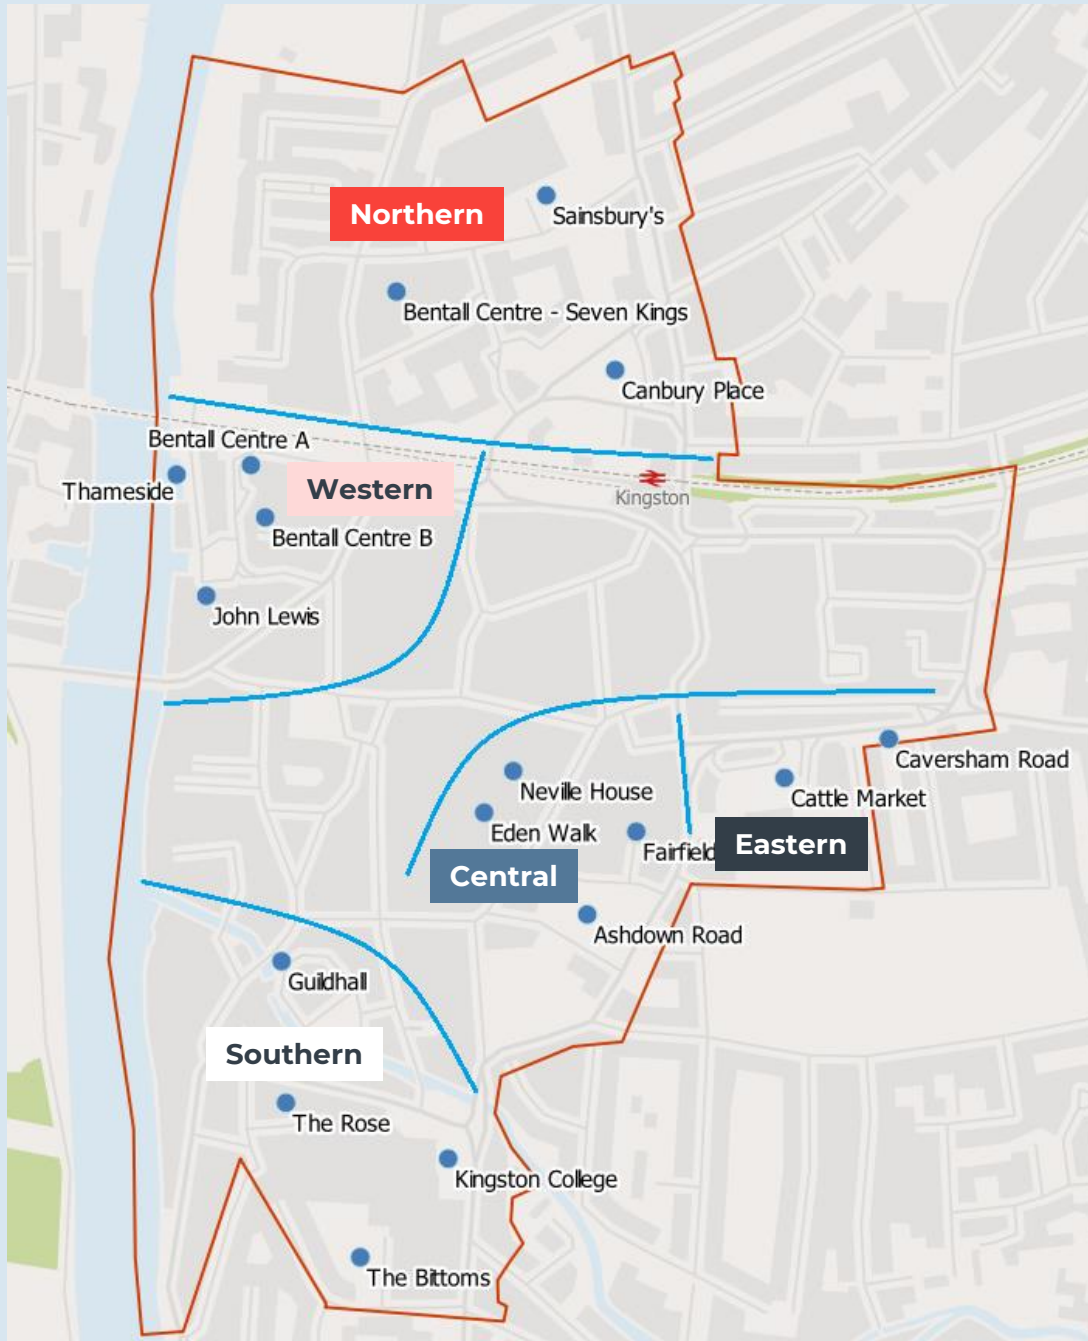 Northern
Sainsbury's
Bentall Centre - Seven Kings
Canbury Place
Bentall Centre A
Thameside
Western
Kingston
Bentall Centre B
John Lewis
Caversham Road
Neville House
Cattle Market
Eden Walk
Fairfield
Eastern
Central
Ashdown Road
Guildhall
Southern
The Rose
Kingston College
The Bittoms